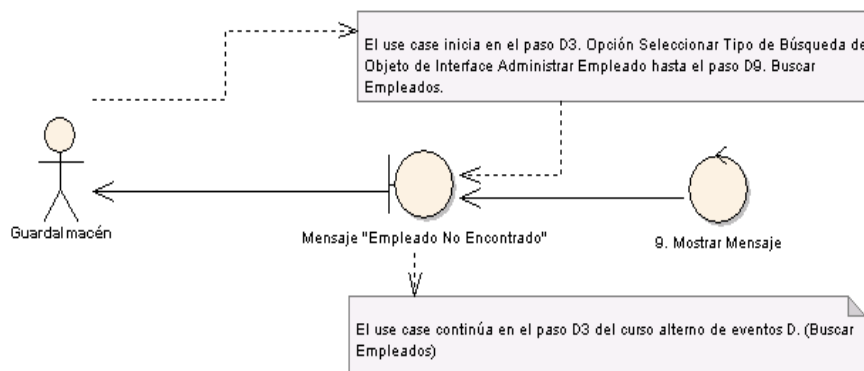 El use case inicia en el paso D3. Opción Seleccionar Tipo de Búsqueda de
Objeto de Interface Administrar Empleado hasta el paso D9. Buscar
Empleados.
Guardalmacén
Mensaje "Empleado No Encontrado"
9. Mostrar Mensaje
El use case continúa en el paso D3 del curso alterno de eventos D. (Buscar
Empleados)